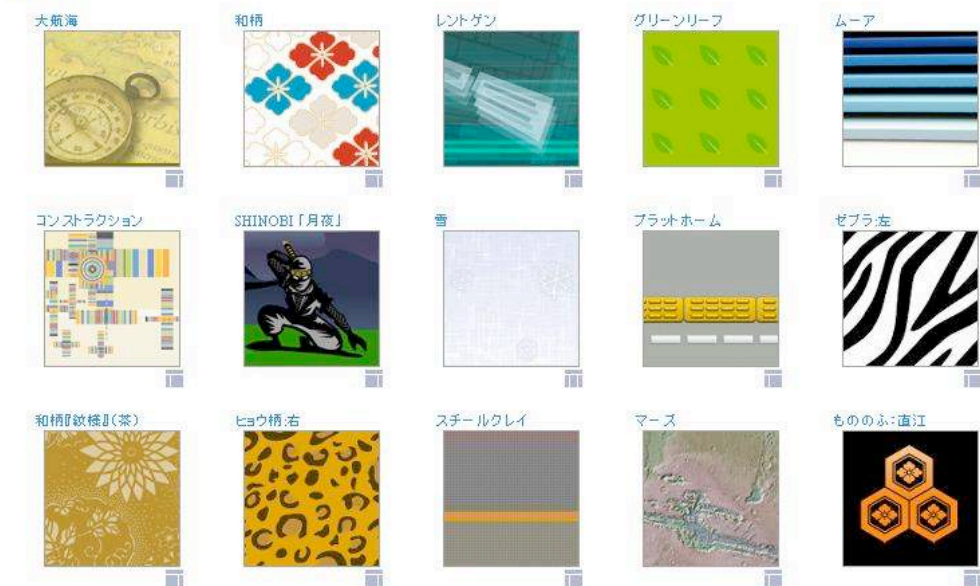 大航海
和柄
レントゲン
グリーンリーフ
ムーア
コンストラクション
SHINOBI「月夜」
雪
プラットホーム
ゼブラ:左
和柄『紋様』(茶)
ヒョウ柄:右
スチールクレイ
マーズ
もののふ:直江